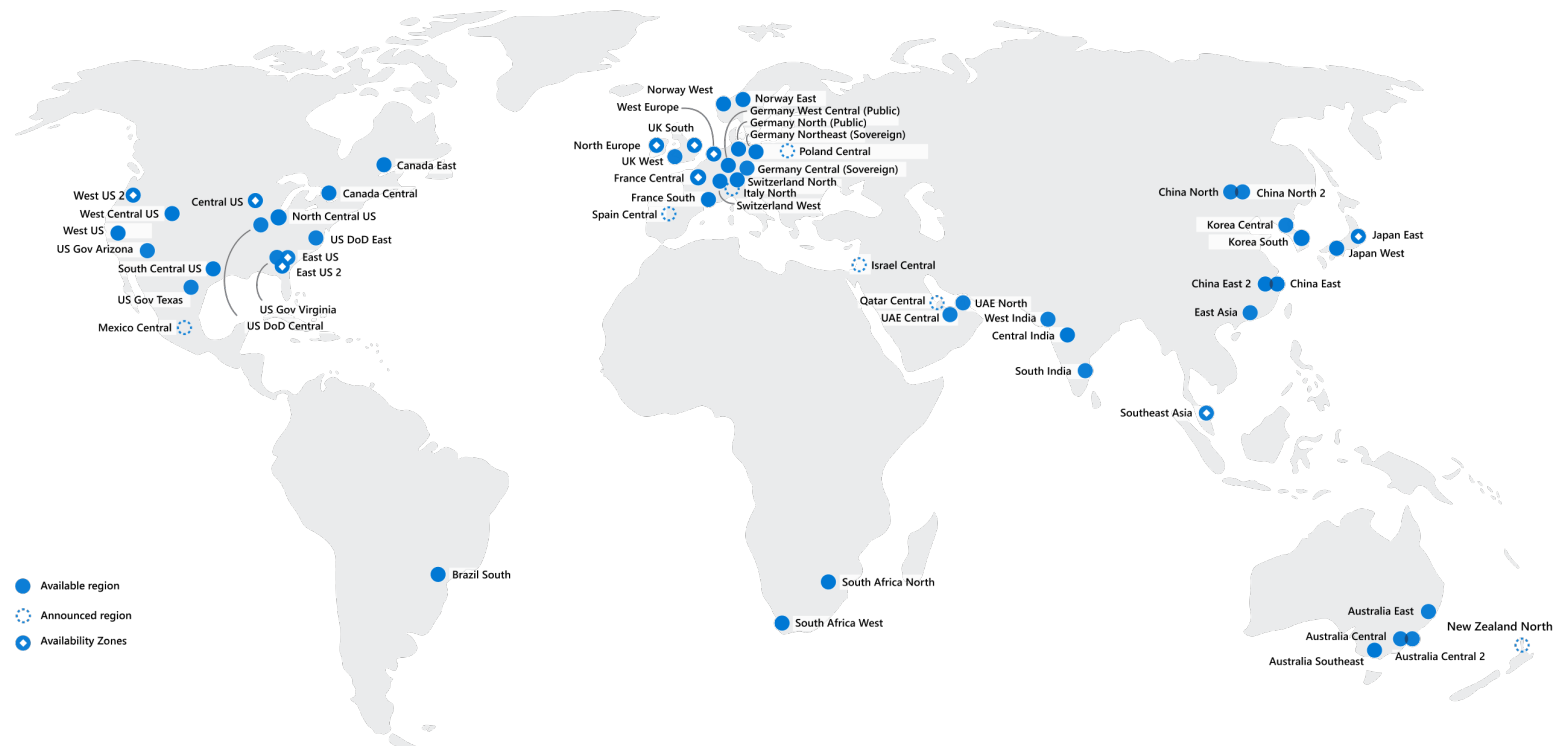 Norway West
Norway East
West Europe
Germany West Central (Public)
Germany North (Public)
UK South
Germany Northeast (Sovereign)
North Europe
Poland Central
UK West
Canada East
Germany Central (Sovereign)
France Central
Switzerland North
West US 2
Canada Central
Italy North
Central US
France South
Switzerland West
West Central US
North Central US
Spain Central
West US
US DoD East
US Gov Arizona
East US
South Central US
East US 2
US Gov Texas
US Gov Virginia
US DoD Central
Mexico Central
China North
China North 2
Korea Central
Korea South
Japan East
Japan West
Israel Central
China East 2
China East
Qatar Central
UAE North
UAE Central
West India
East Asia
Central India
South India
Southeast Asia
Brazil South
South Africa North
South Africa West
Australia East
New Zealand North
Australia Central
Australia Central 2
Australia Southeast
Available region
Announced region
Availability Zones